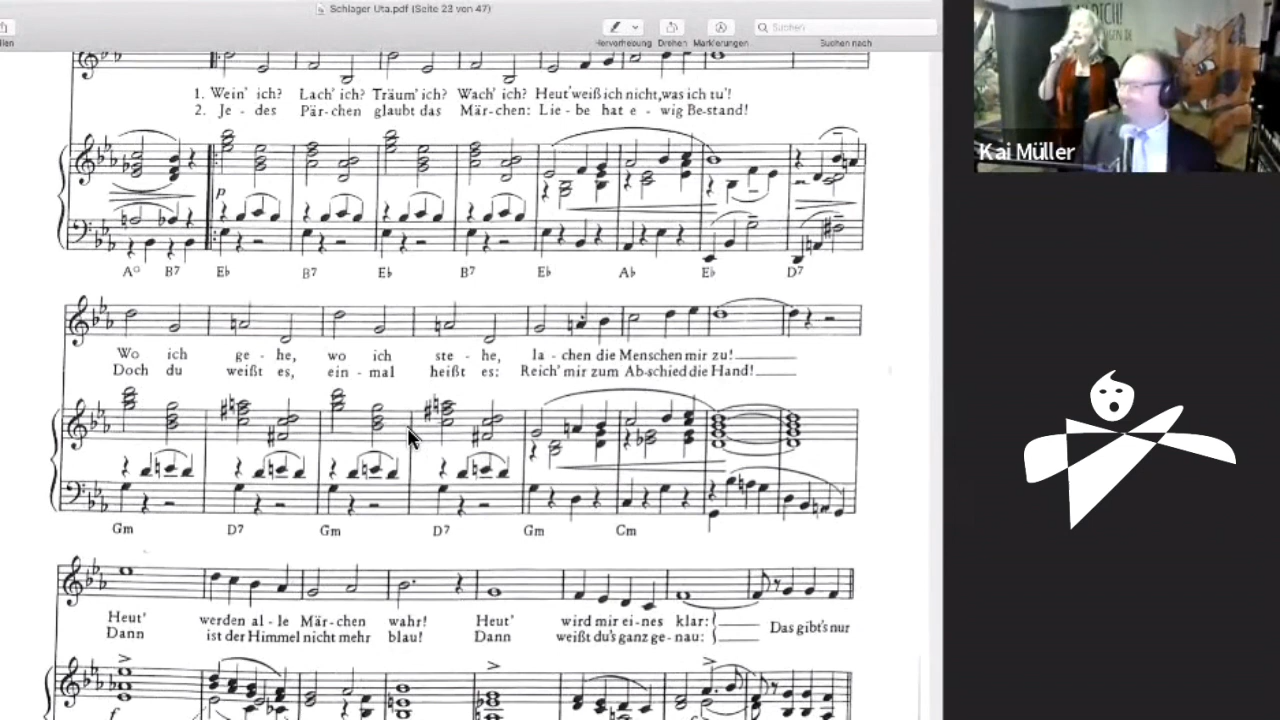 Schlager Uta.pdf (Seite 23 von 47)
Suchen
Hervorhebung Drehen Markierungen Suchen nach
1. Wein' ich? Lach' ich? Träum' ich? Wach' ich? Heut' weiß ich nicht, was ich tu'!
2. Je - des Pär - chen glaubt das Mär - chen: Lie - be hat e - wig Be - stand!
p
A° B7 Eb B7 Eb B7 Eb Ab Eb D7
Wo ich ge - he, wo ich ste - he, la - chen die Menschen mir zu!
Doch du weißt es, ein - mal heißt es: Reich' mir zum Ab - schied die Hand!
Gm D7 Gm D7 Gm Cm
Heut' werden al - le Mär - chen wahr! Heut' wird mir ei - nes klar:
Dann ist der Himmel nicht mehr blau! Dann weißt du's ganz ge - nau:
Das gibt's nur
f
DICH!
Kai Müller